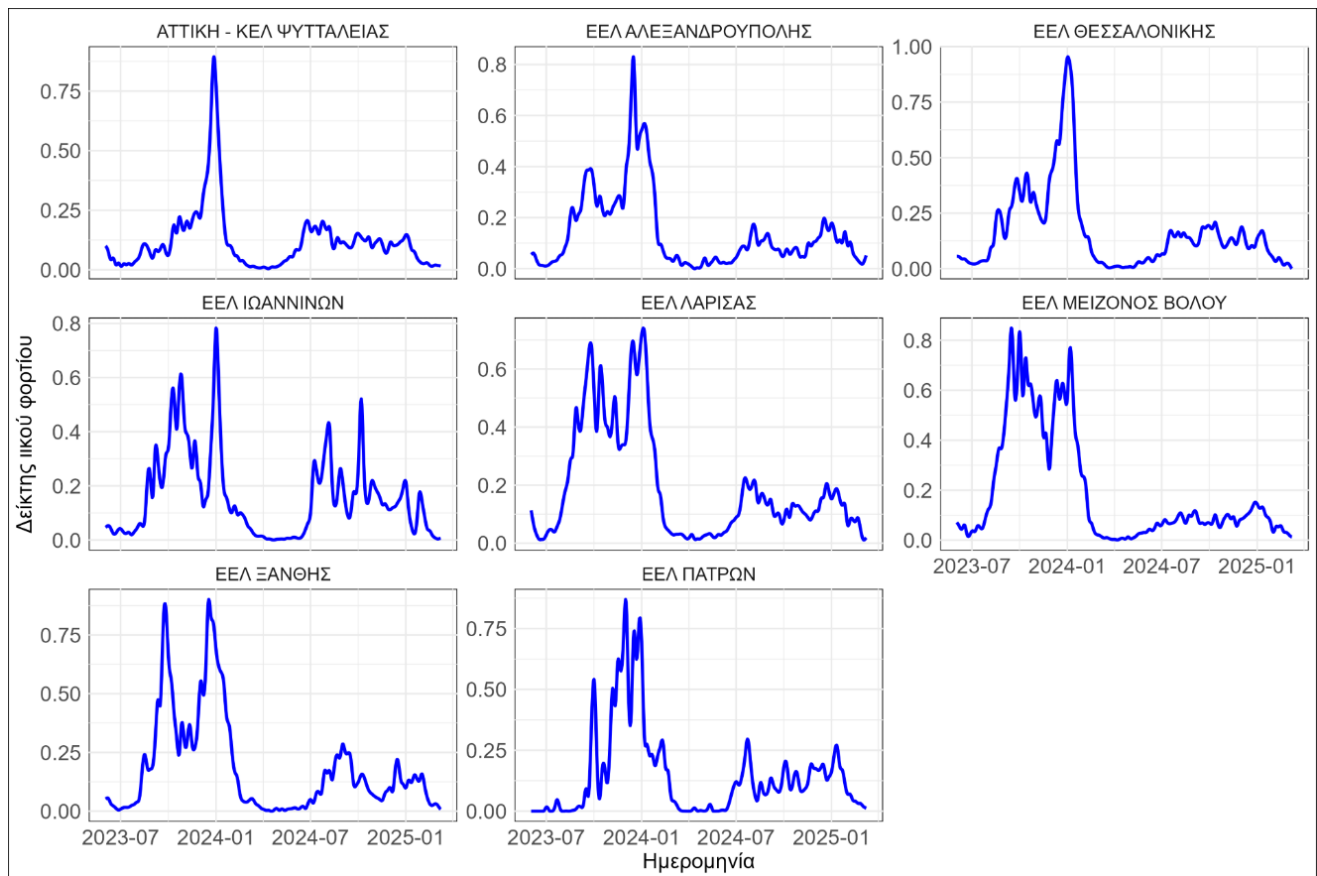 ΑΤΤΙΚΗ - ΚΕΛ ΨΥΤΤΑΛΕΙΑΣ
ΕΕΛ ΑΛΕΞΑΝΔΡΟΥΠΟΛΗΣ
ΕΕΛ ΘΕΣΣΑΛΟΝΙΚΗΣ
0.75
0.50
0.25
0.00
0.8
0.6
0.4
0.2
0.0
1.00
0.75
0.50
0.25
0.00
Δείκτης ιικού φορτίου
ΕΕΛ ΙΩΑΝΝΙΝΩΝ
ΕΕΛ ΛΑΡΙΣΑΣ
ΕΕΛ ΜΕΙΖΟΝΟΣ ΒΟΛΟΥ
0.8
0.6
0.4
0.2
0.0
0.6
0.4
0.2
0.0
0.8
0.6
0.4
0.2
0.0
2023-07 2024-01 2024-07 2025-01
ΕΕΛ ΞΑΝΘΗΣ
ΕΕΛ ΠΑΤΡΩΝ
0.75
0.50
0.25
0.00
0.75
0.50
0.25
0.00
2023-07 2024-01 2024-07 2025-01
2023-07 2024-01 2024-07 2025-01
Ημερομηνία